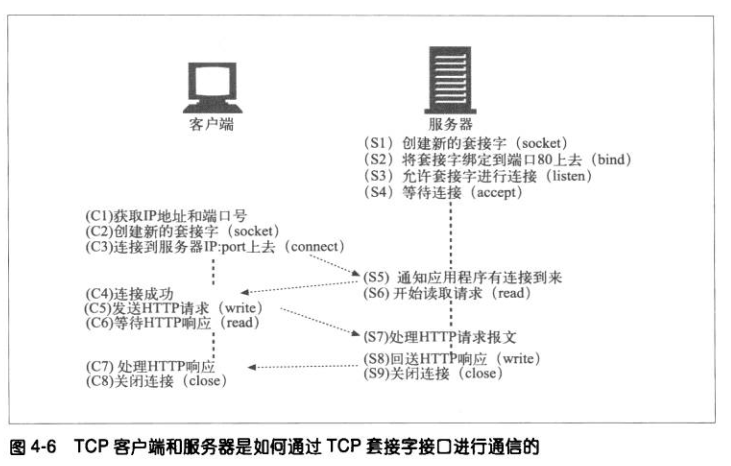 客户端
服务器
(S1) 创建新的套接字 (socket)
(S2) 将套接字绑定到端口80上去 (bind)
(S3) 允许套接字进行连接 (listen)
(S4) 等待连接 (accept)
(C1)获取IP地址和端口号
(C2)创建新的套接字 (socket)
(C3)连接到服务器IP:port上去 (connect)
(S5) 通知应用程序有连接到来
(S6) 开始读取请求 (read)
(C4)连接成功
(C5)发送HTTP请求 (write)
(C6)等待HTTP响应 (read)
(S7)处理HTTP请求报文
(S8)回送HTTP响应 (write)
(S9)关闭连接 (close)
(C7) 处理HTTP响应
(C8)关闭连接 (close)
图 4-6 TCP 客户端和服务器是如何通过 TCP 套接字接口进行通信的